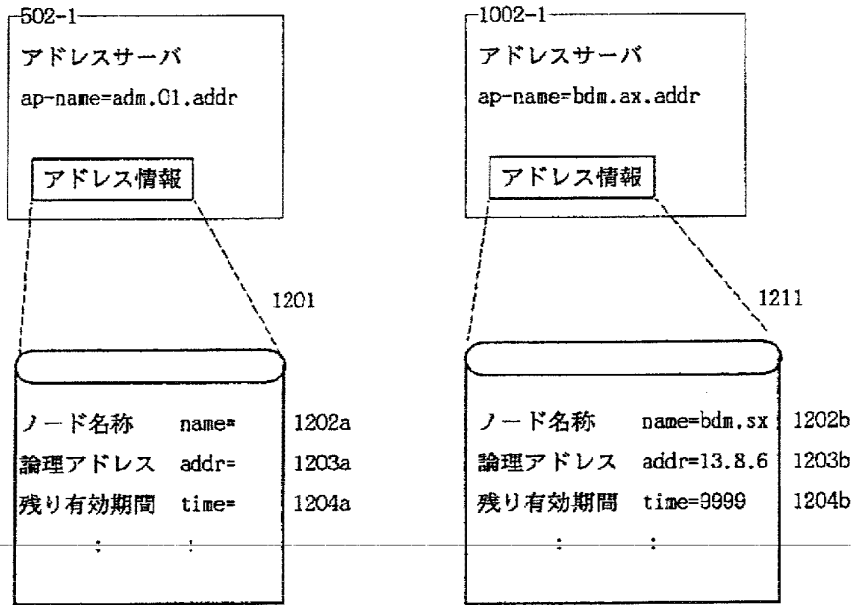 502-1
アドレスサーバ
ap-name=adm.C1.addr
アドレス情報
1201
ノード名称 name= 1202a
論理アドレス addr= 1203a
残り有効期間 time= 1204a
: :
1002-1
アドレスサーバ
ap-name=bdm.ax.addr
アドレス情報
1211
ノード名称 name=bdm.sx 1202b
論理アドレス addr=13.8.6 1203b
残り有効期間 time=9999 1204b
: :